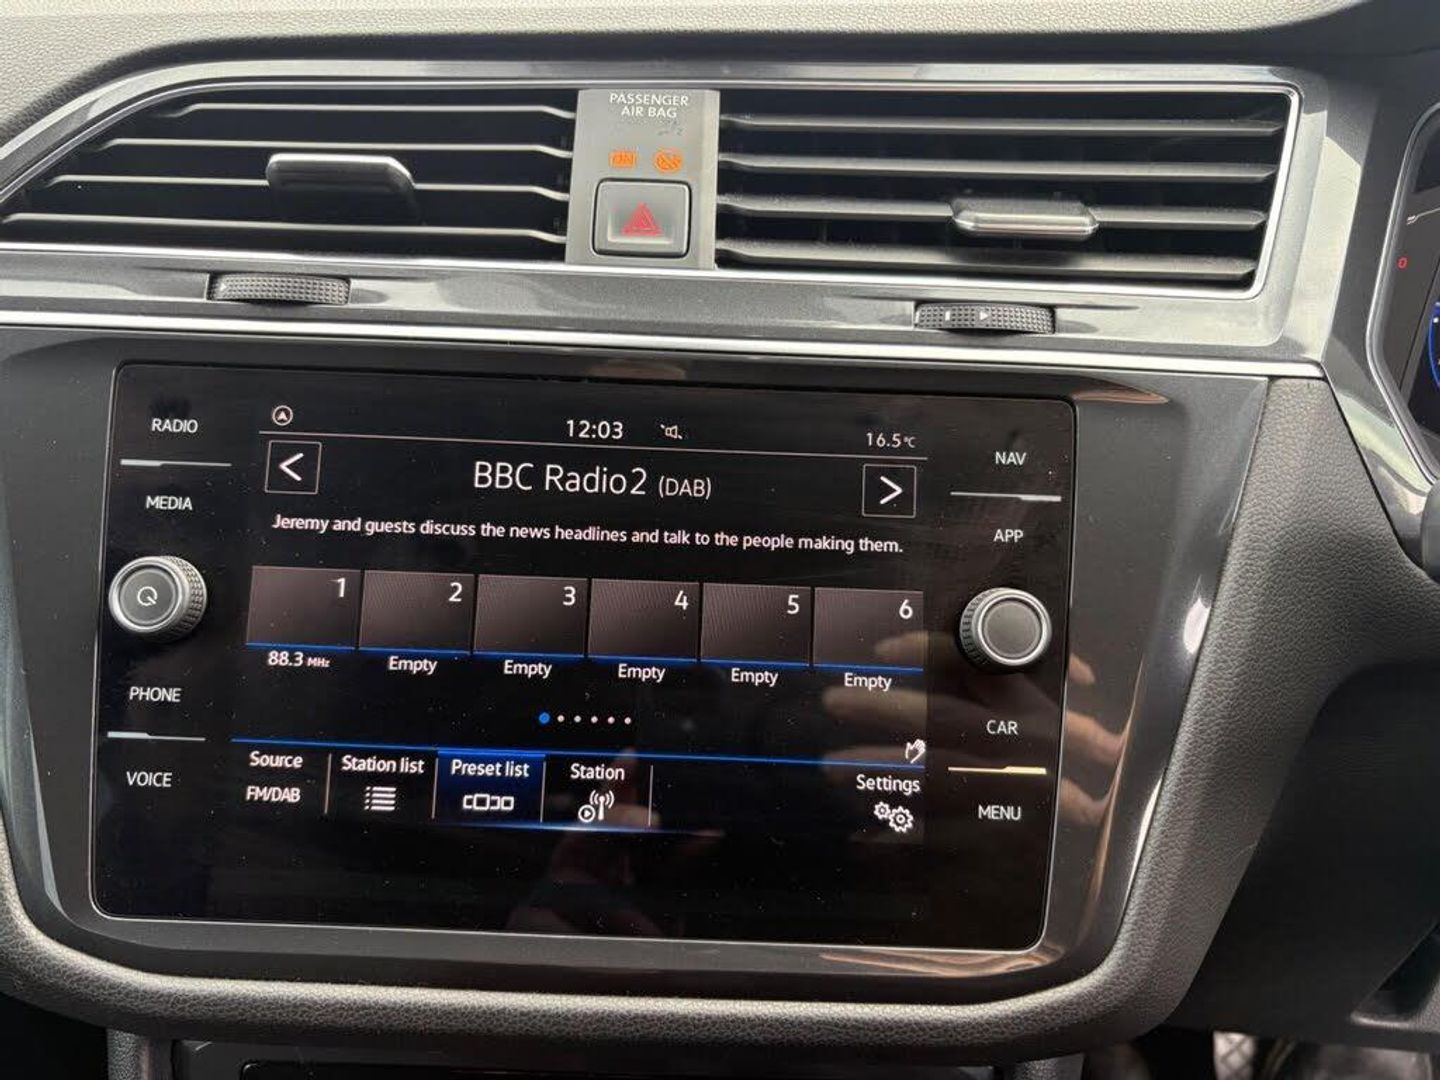 PASSENGER
AIR BAG
ON
RADIO
MEDIA
PHONE
VOICE
12:03
16.5°C
BBC Radio2 (DAB)
Jeremy and guests discuss the news headlines and talk to the people making them.
1 2 3 4 5 6
88.3 MHz Empty Empty Empty Empty Empty
Source
FM/DAB
Station list
Preset list
Station
Settings
NAV
APP
CAR
MENU
0